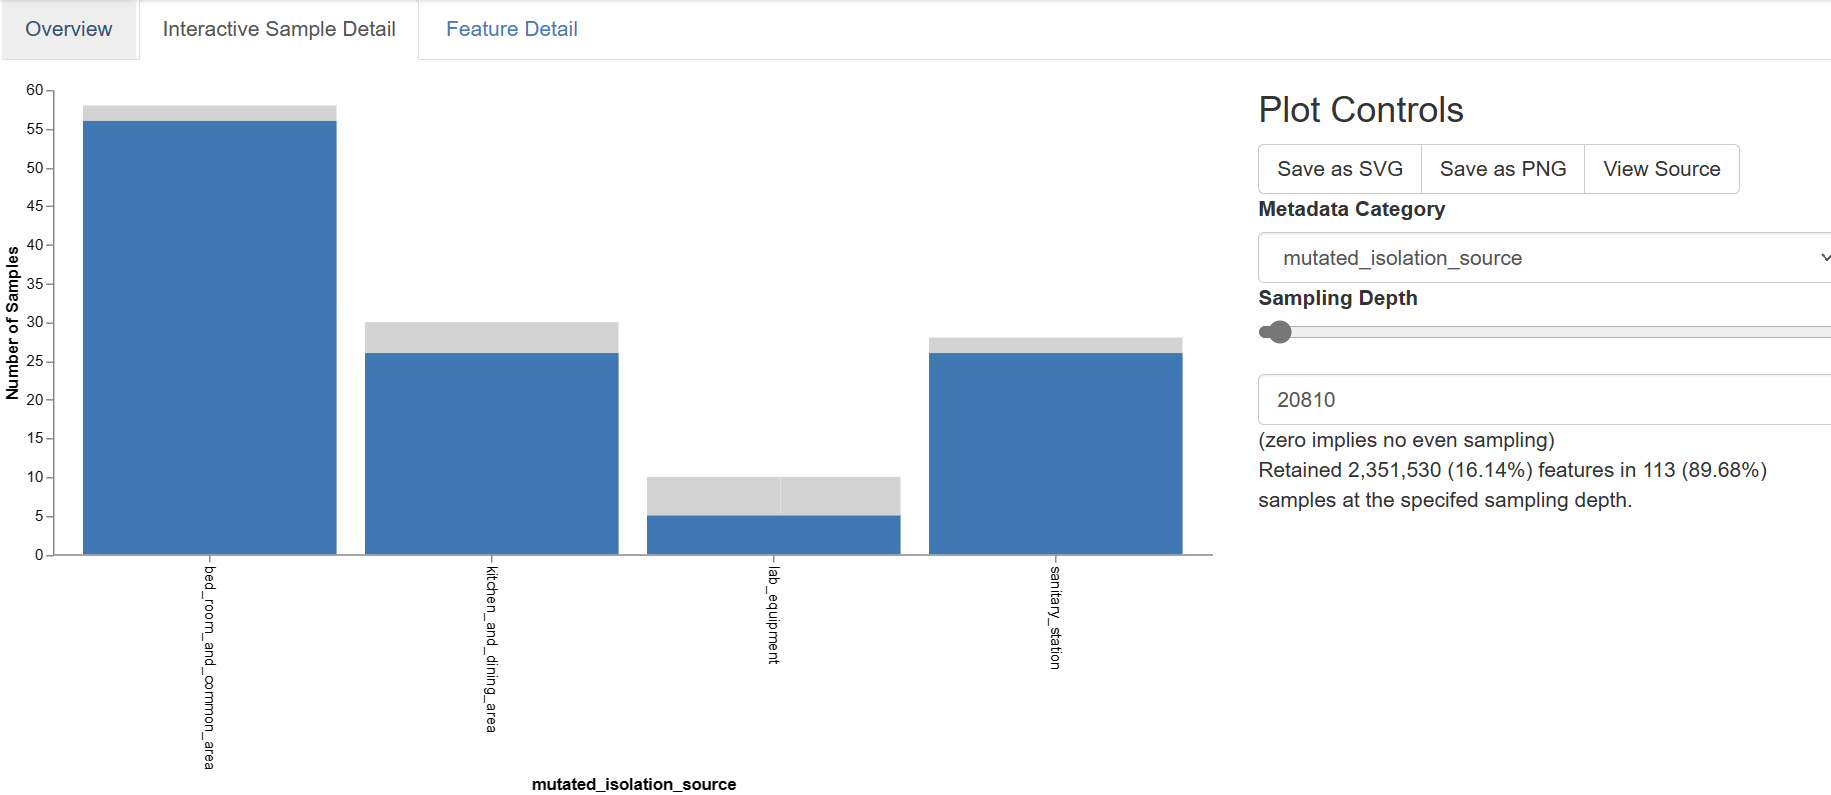 Overview
Interactive Sample Detail
Feature Detail
60
55
50
45
40
35
30
25
20
15
10
5
0
Number of Samples
bed_room_and_common_area
kitchen_and_dining_area
lab_equipment
sanitary_station
mutated_isolation_source
Plot Controls
Save as SVG
Save as PNG
View Source
Metadata Category
mutated_isolation_source
Sampling Depth
20810
(zero implies no even sampling)
Retained 2,351,530 (16.14%) features in 113 (89.68%)
samples at the specifed sampling depth.